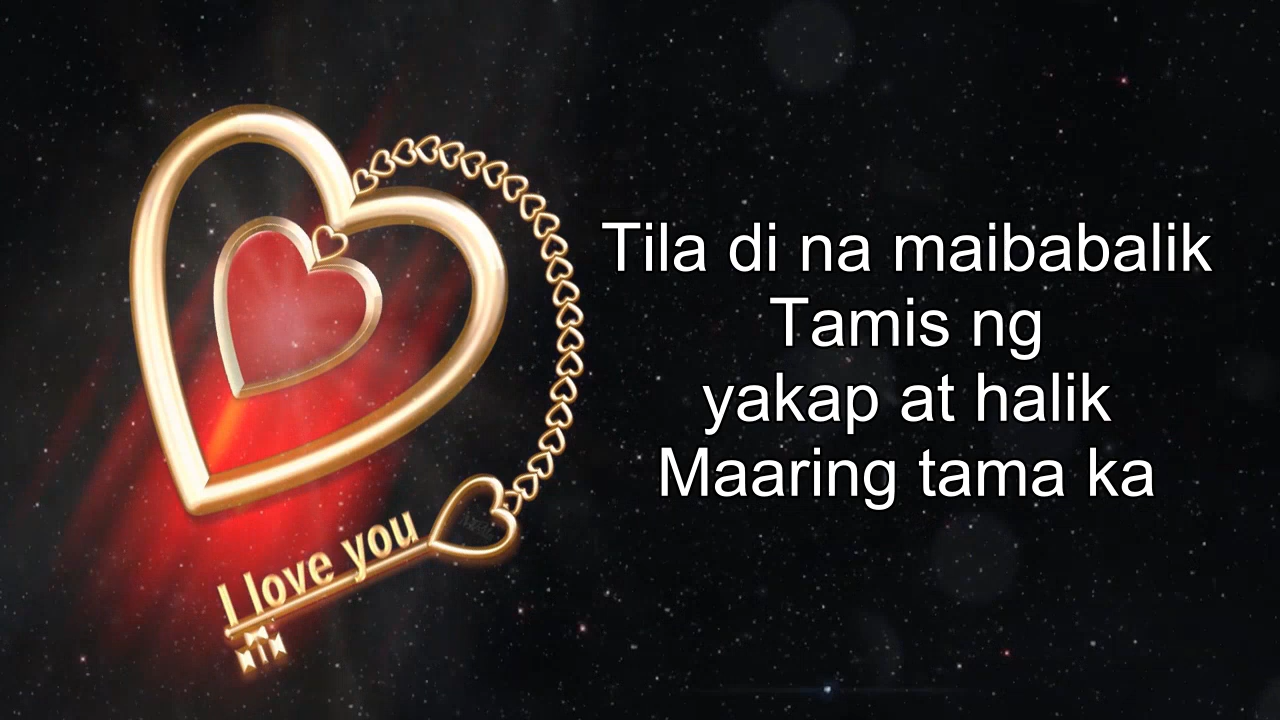 Tila di na maibabalik
Tamis ng
yakap at halik
Maaring tama ka
I love you